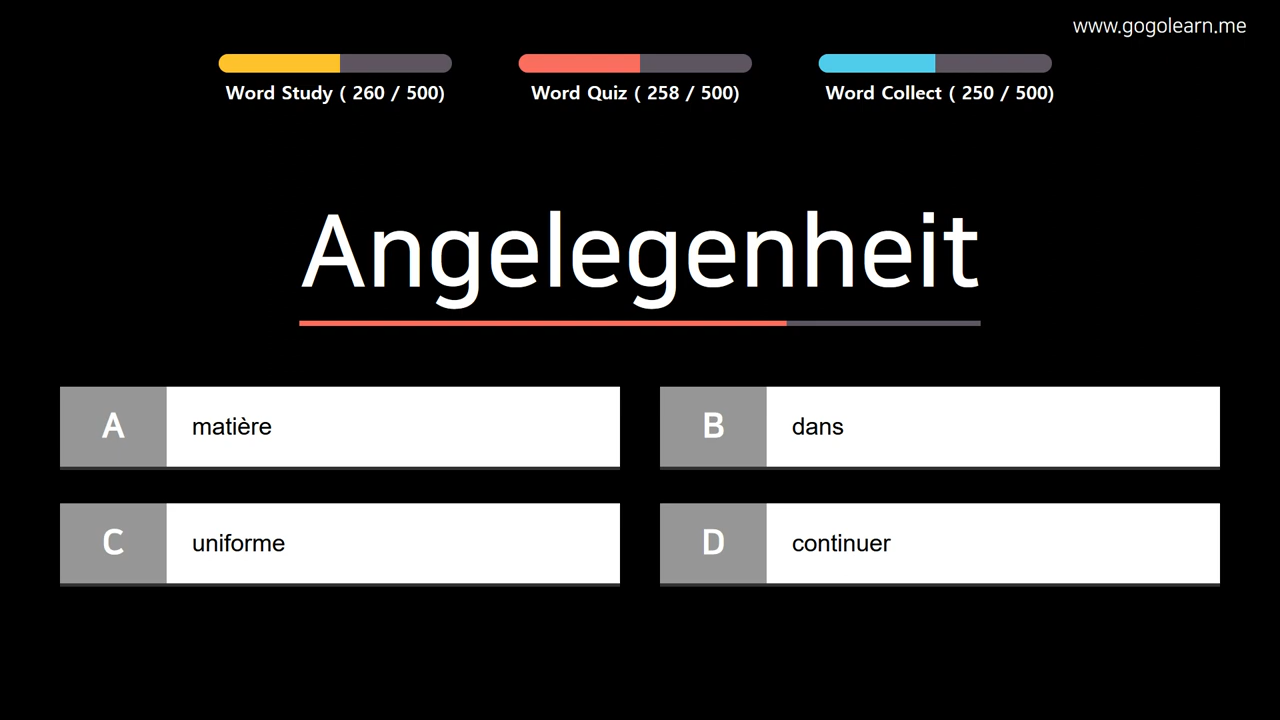 www.gogolearn.me
Word Study ( 260 / 500)
Word Quiz ( 258 / 500)
Word Collect ( 250 / 500)
Angelegenheit
A matière
B dans
C uniforme
D continuer